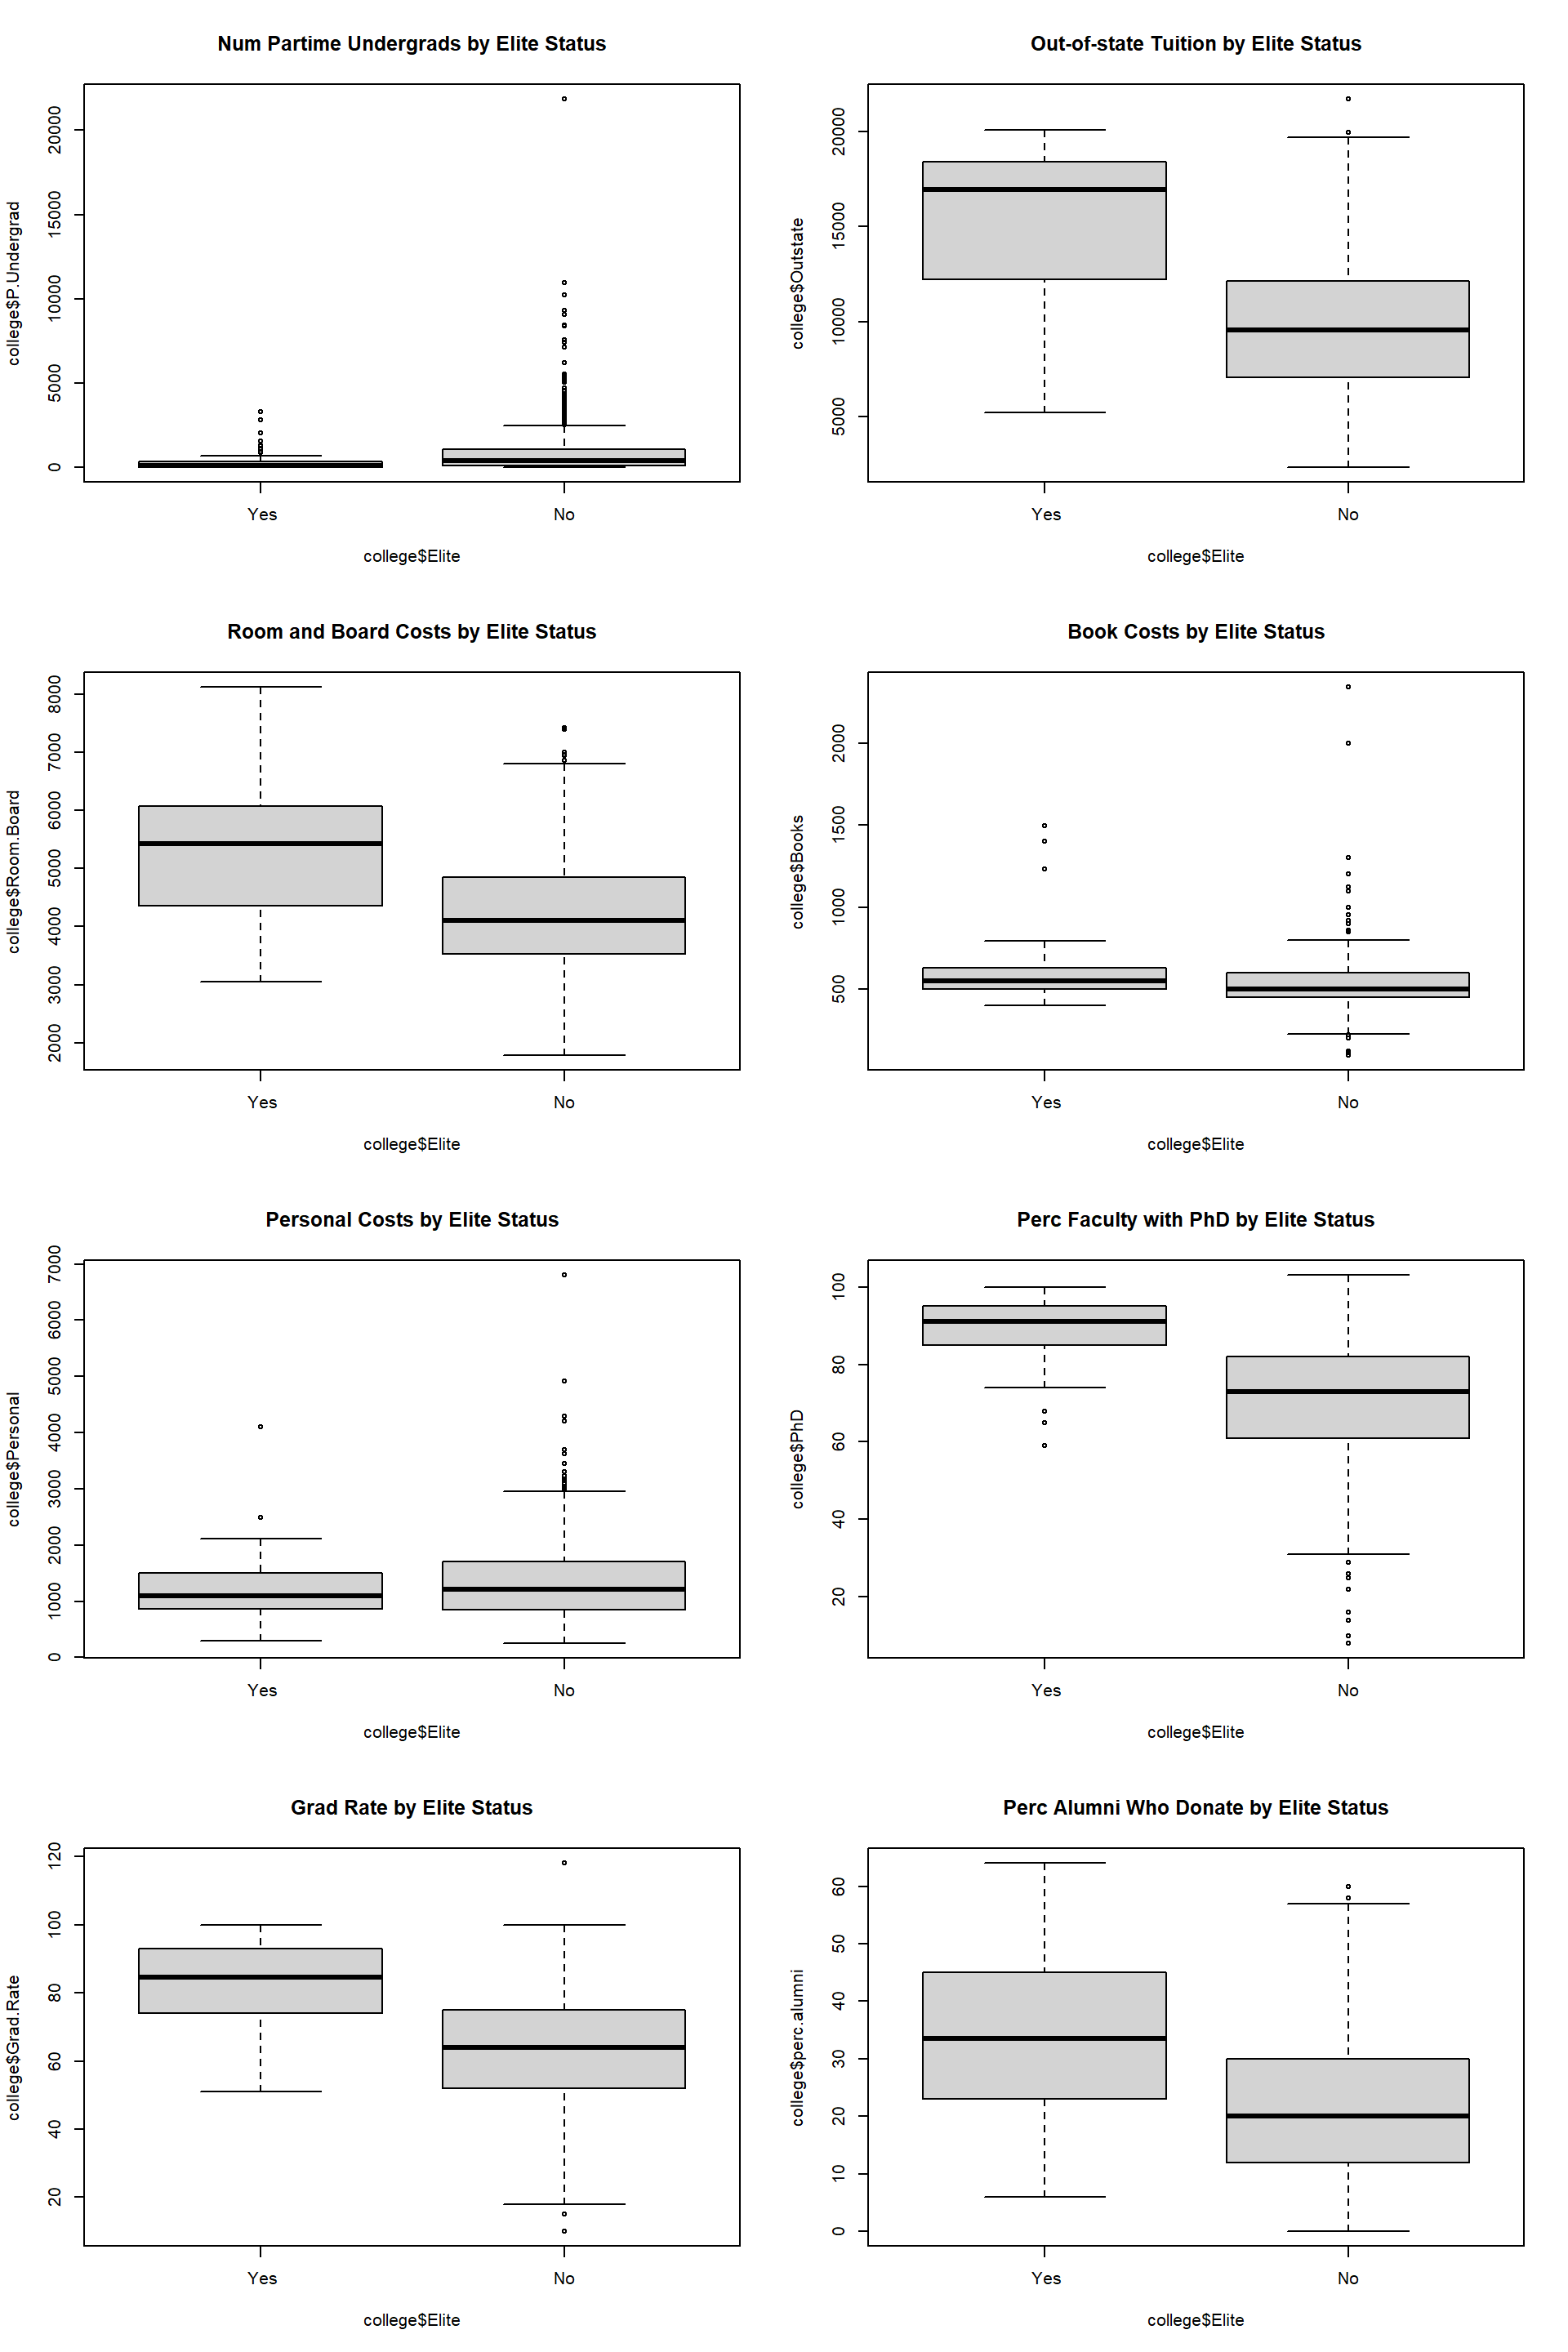 Num Partime Undergrads by Elite Status
college$P.Undergrad
20000
15000
10000
5000
0
Yes No
college$Elite
Out-of-state Tuition by Elite Status
college$Outstate
20000
15000
10000
5000
Yes No
college$Elite
Room and Board Costs by Elite Status
college$Room.Board
8000
7000
6000
5000
4000
3000
2000
Yes No
college$Elite
Book Costs by Elite Status
college$Books
2000
1500
1000
500
Yes No
college$Elite
Personal Costs by Elite Status
college$Personal
7000
6000
5000
4000
3000
2000
1000
0
Yes No
college$Elite
Perc Faculty with PhD by Elite Status
college$PhD
100
80
60
40
20
Yes No
college$Elite
Grad Rate by Elite Status
college$Grad.Rate
120
100
80
60
40
20
Yes No
college$Elite
Perc Alumni Who Donate by Elite Status
college$perc.alumni
60
50
40
30
20
10
0
Yes No
college$Elite